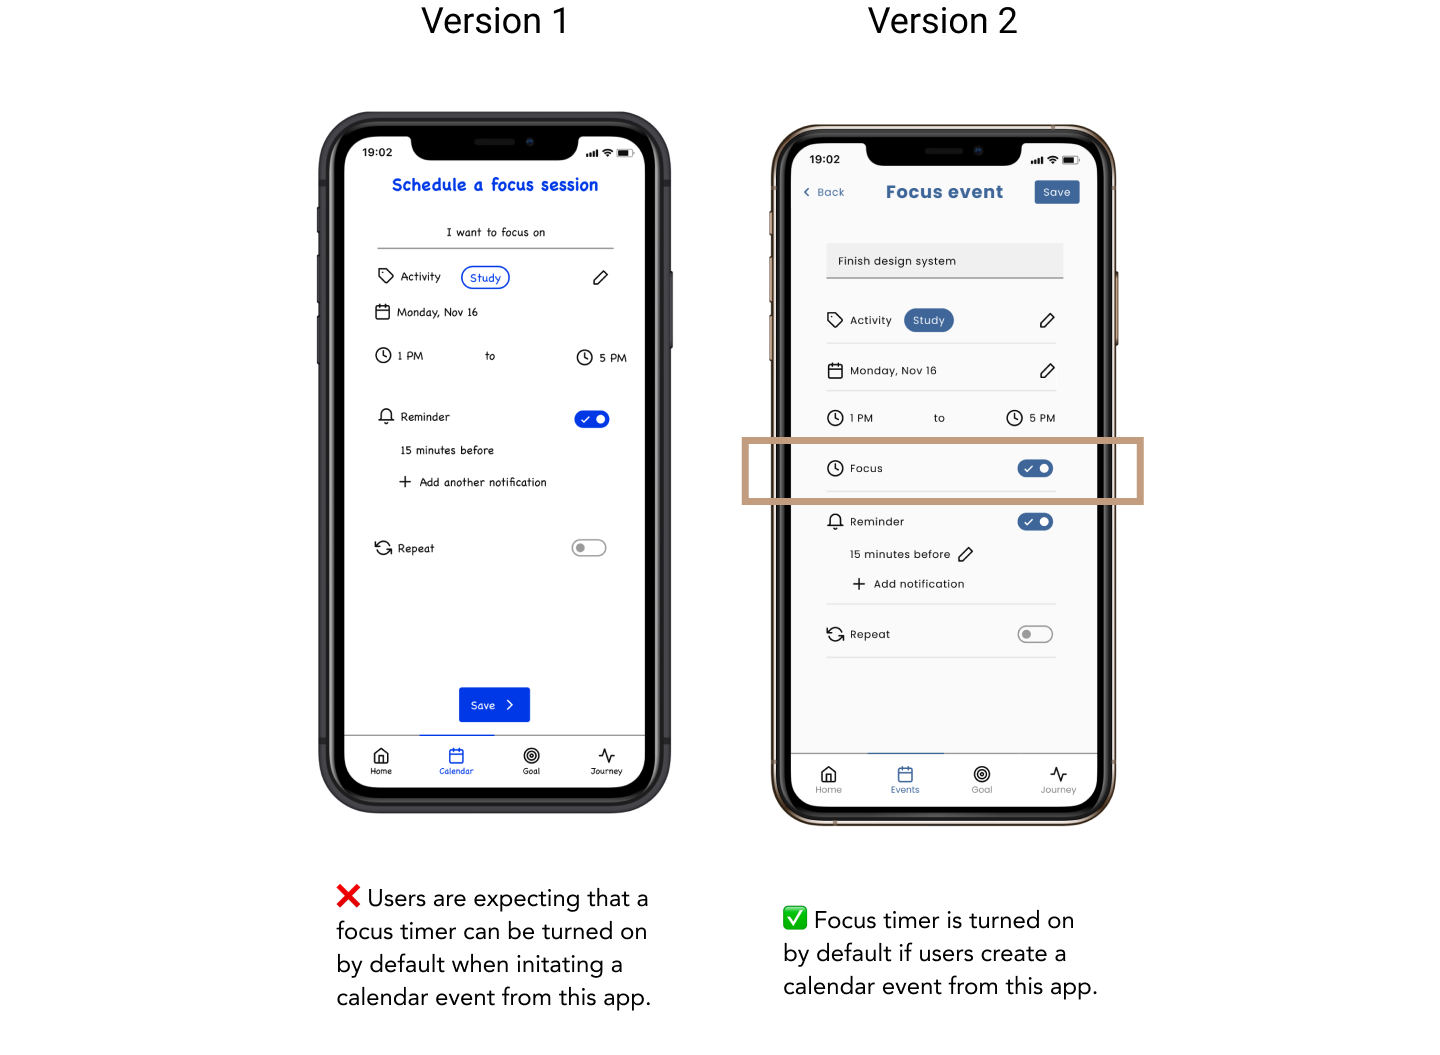 Version 1
Version 2
19:02
Schedule a focus session
I want to focus on
Activity Study
Monday, Nov 16
1 PM to 5 PM
Reminder
15 minutes before
+ Add another notification
Repeat
Save >
Home Calendar Goal Journey
❌ Users are expecting that a
focus timer can be turned on
by default when initating a
calendar event from this app.
19:02
< Back Focus event Save
Finish design system
Activity Study
Monday, Nov 16
1 PM to 5 PM
Focus
Reminder
15 minutes before
+ Add notification
Repeat
Home Events Goal Journey
✅ Focus timer is turned on
by default if users create a
calendar event from this app.